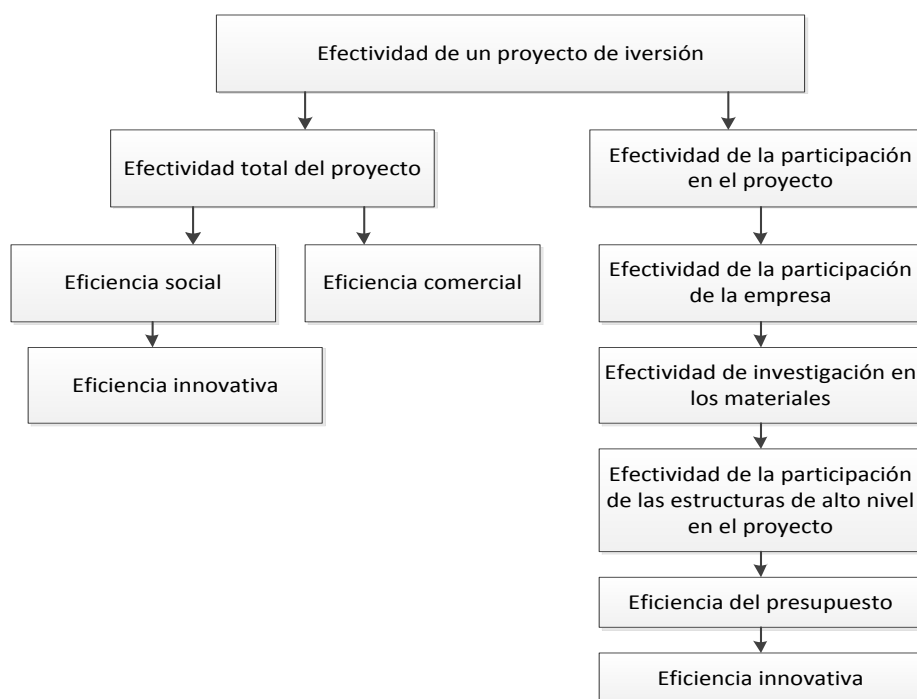 Efectividad de un proyecto de iversión
Efectividad total del proyecto
Efectividad de la participación
en el proyecto
Eficiencia social
Eficiencia comercial
Efectividad de la participación
de la empresa
Eficiencia innovativa
Efectividad de investigación en
los materiales
Efectividad de la participación
de las estructuras de alto nivel
en el proyecto
Eficiencia del presupuesto
Eficiencia innovativa